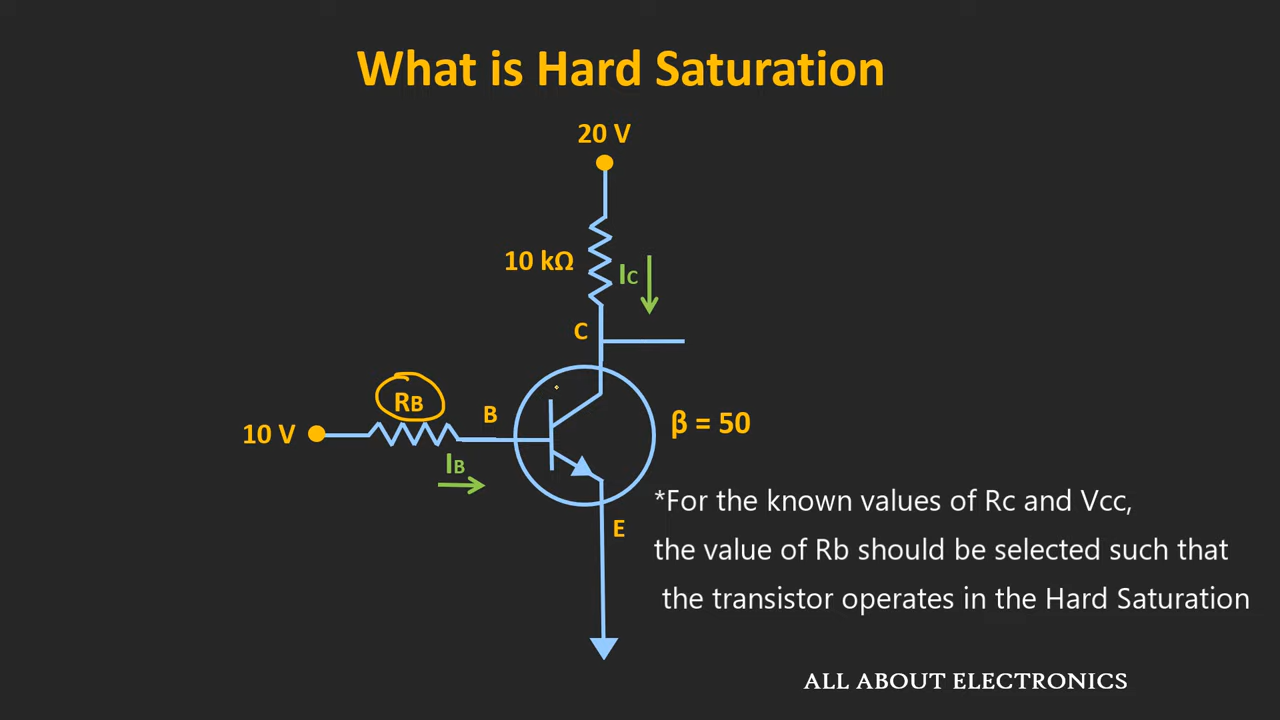 What is Hard Saturation
20 V
10 kΩ
IC
C
RB
B
10 V
β = 50
IB
*For the known values of Rc and Vcc,
E
the value of Rb should be selected such that
the transistor operates in the Hard Saturation
ALL ABOUT ELECTRONICS